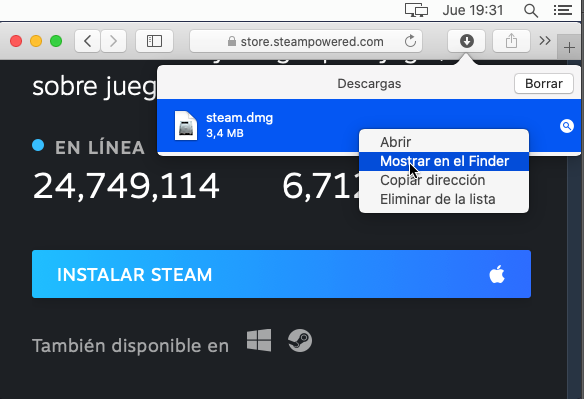 Jue 19:31
store.steampowered.com
sobre jueg
Descargas
Borrar
steam.dmg
3,4 MB
Abrir
Mostrar en el Finder
Copiar dirección
Eliminar de la lista
EN LÍNEA
24,749,114
6,712
INSTALAR STEAM
También disponible en